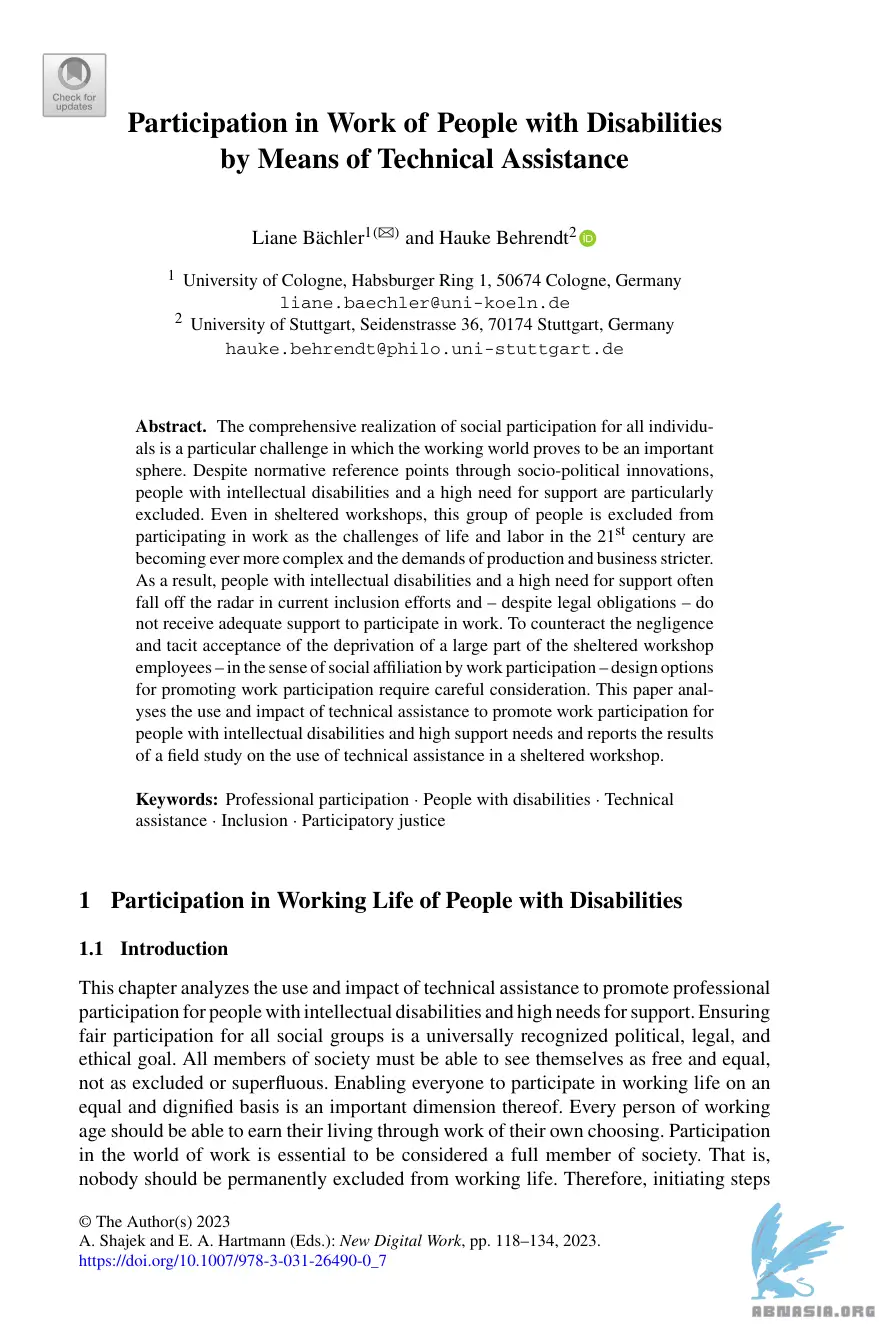 Check for
updates
Participation in Work of People with Disabilities
by Means of Technical Assistance
Liane Bächler1(✉) and Hauke Behrendt2 iD
1 University of Cologne, Habsburger Ring 1, 50674 Cologne, Germany
liane.baechler@uni-koeln.de
2 University of Stuttgart, Seidenstrasse 36, 70174 Stuttgart, Germany
hauke.behrendt@philo.uni-stuttgart.de
Abstract. The comprehensive realization of social participation for all individu-
als is a particular challenge in which the working world proves to be an important
sphere. Despite normative reference points through socio-political innovations,
people with intellectual disabilities and a high need for support are particularly
excluded. Even in sheltered workshops, this group of people is excluded from
participating in work as the challenges of life and labor in the 21st century are
becoming ever more complex and the demands of production and business stricter.
As a result, people with intellectual disabilities and a high need for support often
fall off the radar in current inclusion efforts and – despite legal obligations – do
not receive adequate support to participate in work. To counteract the negligence
and tacit acceptance of the deprivation of a large part of the sheltered workshop
employees – in the sense of social affiliation by work participation – design options
for promoting work participation require careful consideration. This paper anal-
yses the use and impact of technical assistance to promote work participation for
people with intellectual disabilities and high support needs and reports the results
of a field study on the use of technical assistance in a sheltered workshop.
Keywords: Professional participation · People with disabilities · Technical
assistance · Inclusion · Participatory justice
1 Participation in Working Life of People with Disabilities
1.1 Introduction
This chapter analyzes the use and impact of technical assistance to promote professional
participation for people with intellectual disabilities and high needs for support. Ensuring
fair participation for all social groups is a universally recognized political, legal, and
ethical goal. All members of society must be able to see themselves as free and equal,
not as excluded or superfluous. Enabling everyone to participate in working life on an
equal and dignified basis is an important dimension thereof. Every person of working
age should be able to earn their living through work of their own choosing. Participation
in the world of work is essential to be considered a full member of society. That is,
nobody should be permanently excluded from working life. Therefore, initiating steps
© The Author(s) 2023
A. Shajek and E. A. Hartmann (Eds.): New Digital Work, pp. 118–134, 2023.
https://doi.org/10.1007/978-3-031-26490-0_7
ABNASIA.ORG